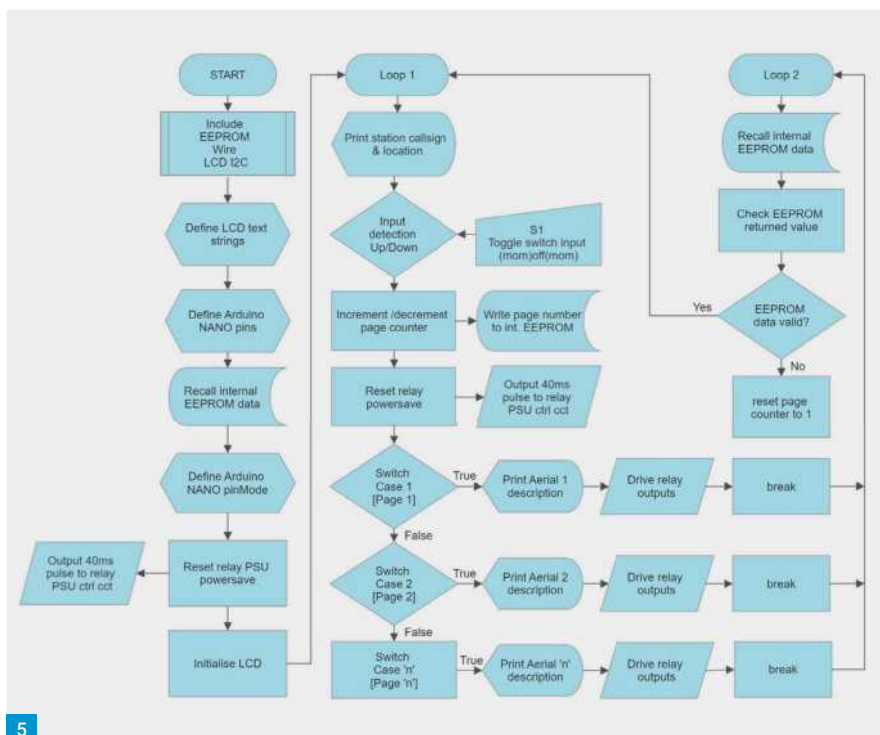 START
Include
EEPROM
Wire
LCD I2C
Define LCD text
strings
Define Arduino
NANO pins
Recall internal
EEPROM data
Define Arduino
NANO pinMode
Output 40ms
pulse to relay
PSU ctrl cct
Reset relay PSU
powersave
Initialise LCD
Loop 1
Print station callsign
& location
Input
detection
Up/Down
S1
Toggle switch input
(mom)off(mom)
Increment /decrement
page counter
Write page number
to int. EEPROM
Reset relay
powersave
Output 40ms
pulse to relay
PSU ctrl cct
Switch
Case 1
[Page 1]
True
Print Aerial 1
description
Drive relay
outputs
break
False
Switch
Case 2
[Page 2]
True
Print Aerial 2
description
Drive relay
outputs
break
False
Switch
Case 'n'
[Page 'n']
True
Print Aerial 'n'
description
Drive relay
outputs
break
Loop 2
Recall internal
EEPROM data
Check EEPROM
returned value
EEPROM
data valid?
Yes
No
reset page
counter to 1
5